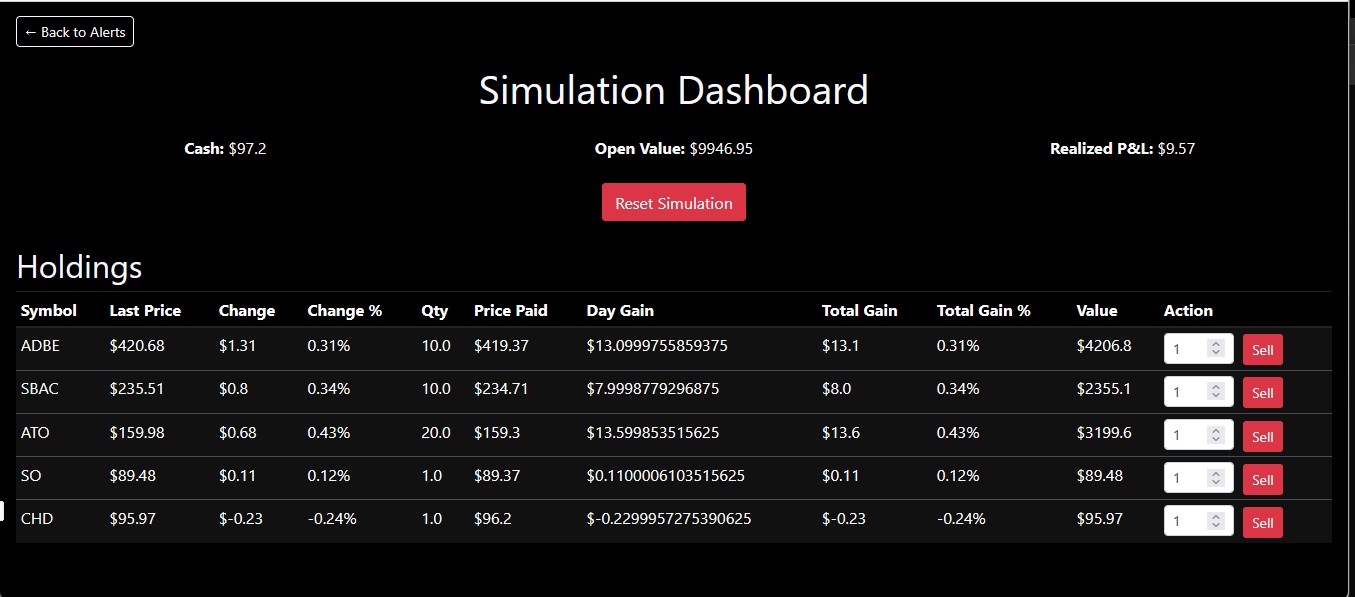 ← Back to Alerts
Simulation Dashboard
Cash: $97.2 Open Value: $9946.95 Realized P&L: $9.57
Reset Simulation
Holdings
Symbol Last Price Change Change % Qty Price Paid Day Gain Total Gain Total Gain % Value Action
ADBE $420.68 $1.31 0.31% 10.0 $419.37 $13.0999755859375 $13.1 0.31% $4206.8 1 Sell
SBAC $235.51 $0.8 0.34% 10.0 $234.71 $7.9998779296875 $8.0 0.34% $2355.1 1 Sell
ATO $159.98 $0.68 0.43% 20.0 $159.3 $13.599853515625 $13.6 0.43% $3199.6 1 Sell
SO $89.48 $0.11 0.12% 1.0 $89.37 $0.1100006103515625 $0.11 0.12% $89.48 1 Sell
CHD $95.97 $-0.23 -0.24% 1.0 $96.2 $-0.2299957275390625 $-0.23 -0.24% $95.97 1 Sell